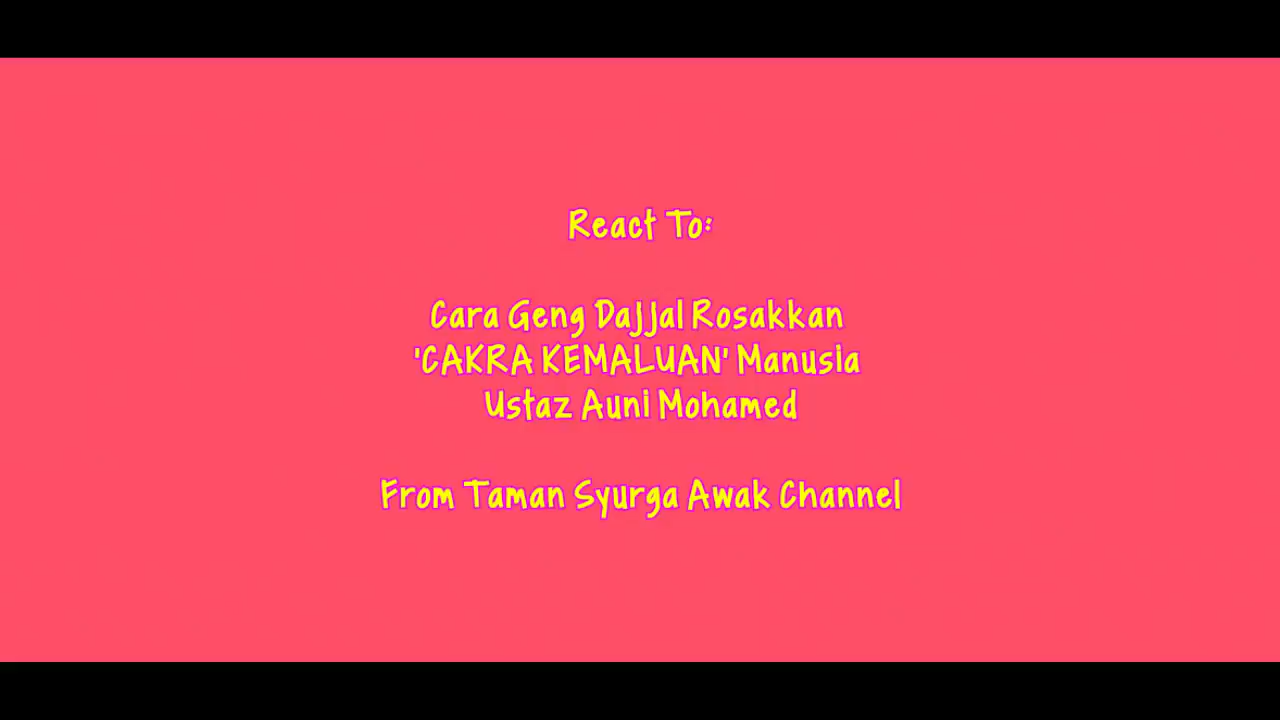 React To:
Cara Geng Dajjal Rosakkan
'CAKRA KEMALUAN' Manusia
Ustaz Auni Mohamed
From Taman Syurga Awak Channel